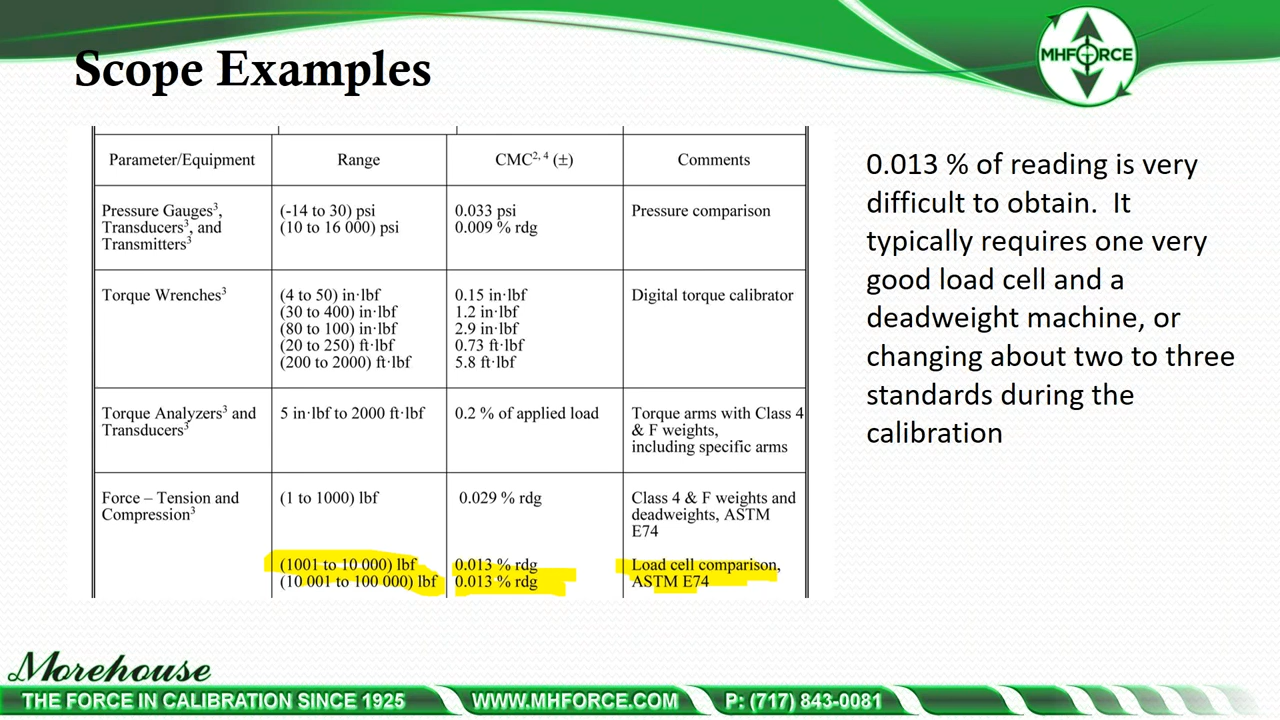 Scope Examples
MHFORCE
Parameter/Equipment Range CMC2, 4 (±) Comments
Pressure Gauges3, (-14 to 30) psi 0.033 psi Pressure comparison
Transducers3, and (10 to 16 000) psi 0.009 % rdg
Transmitters3
Torque Wrenches3 (4 to 50) in·lbf 0.15 in·lbf Digital torque calibrator
(30 to 400) in·lbf 1.2 in·lbf
(80 to 100) in·lbf 2.9 in·lbf
(20 to 250) ft·lbf 0.73 ft·lbf
(200 to 2000) ft·lbf 5.8 ft·lbf
Torque Analyzers3 and 5 in·lbf to 2000 ft·lbf 0.2 % of applied load Torque arms with Class 4
Transducers3 & F weights,
including specific arms
Force – Tension and (1 to 1000) lbf 0.029 % rdg Class 4 & F weights and
Compression3 deadweights, ASTM
E74
(1001 to 10 000) lbf 0.013 % rdg Load cell comparison,
(10 001 to 100 000) lbf 0.013 % rdg ASTM E74
0.013 % of reading is very
difficult to obtain. It
typically requires one very
good load cell and a
deadweight machine, or
changing about two to three
standards during the
calibration
Morehouse
THE FORCE IN CALIBRATION SINCE 1925 WWW.MHFORCE.COM P: (717) 843-0081